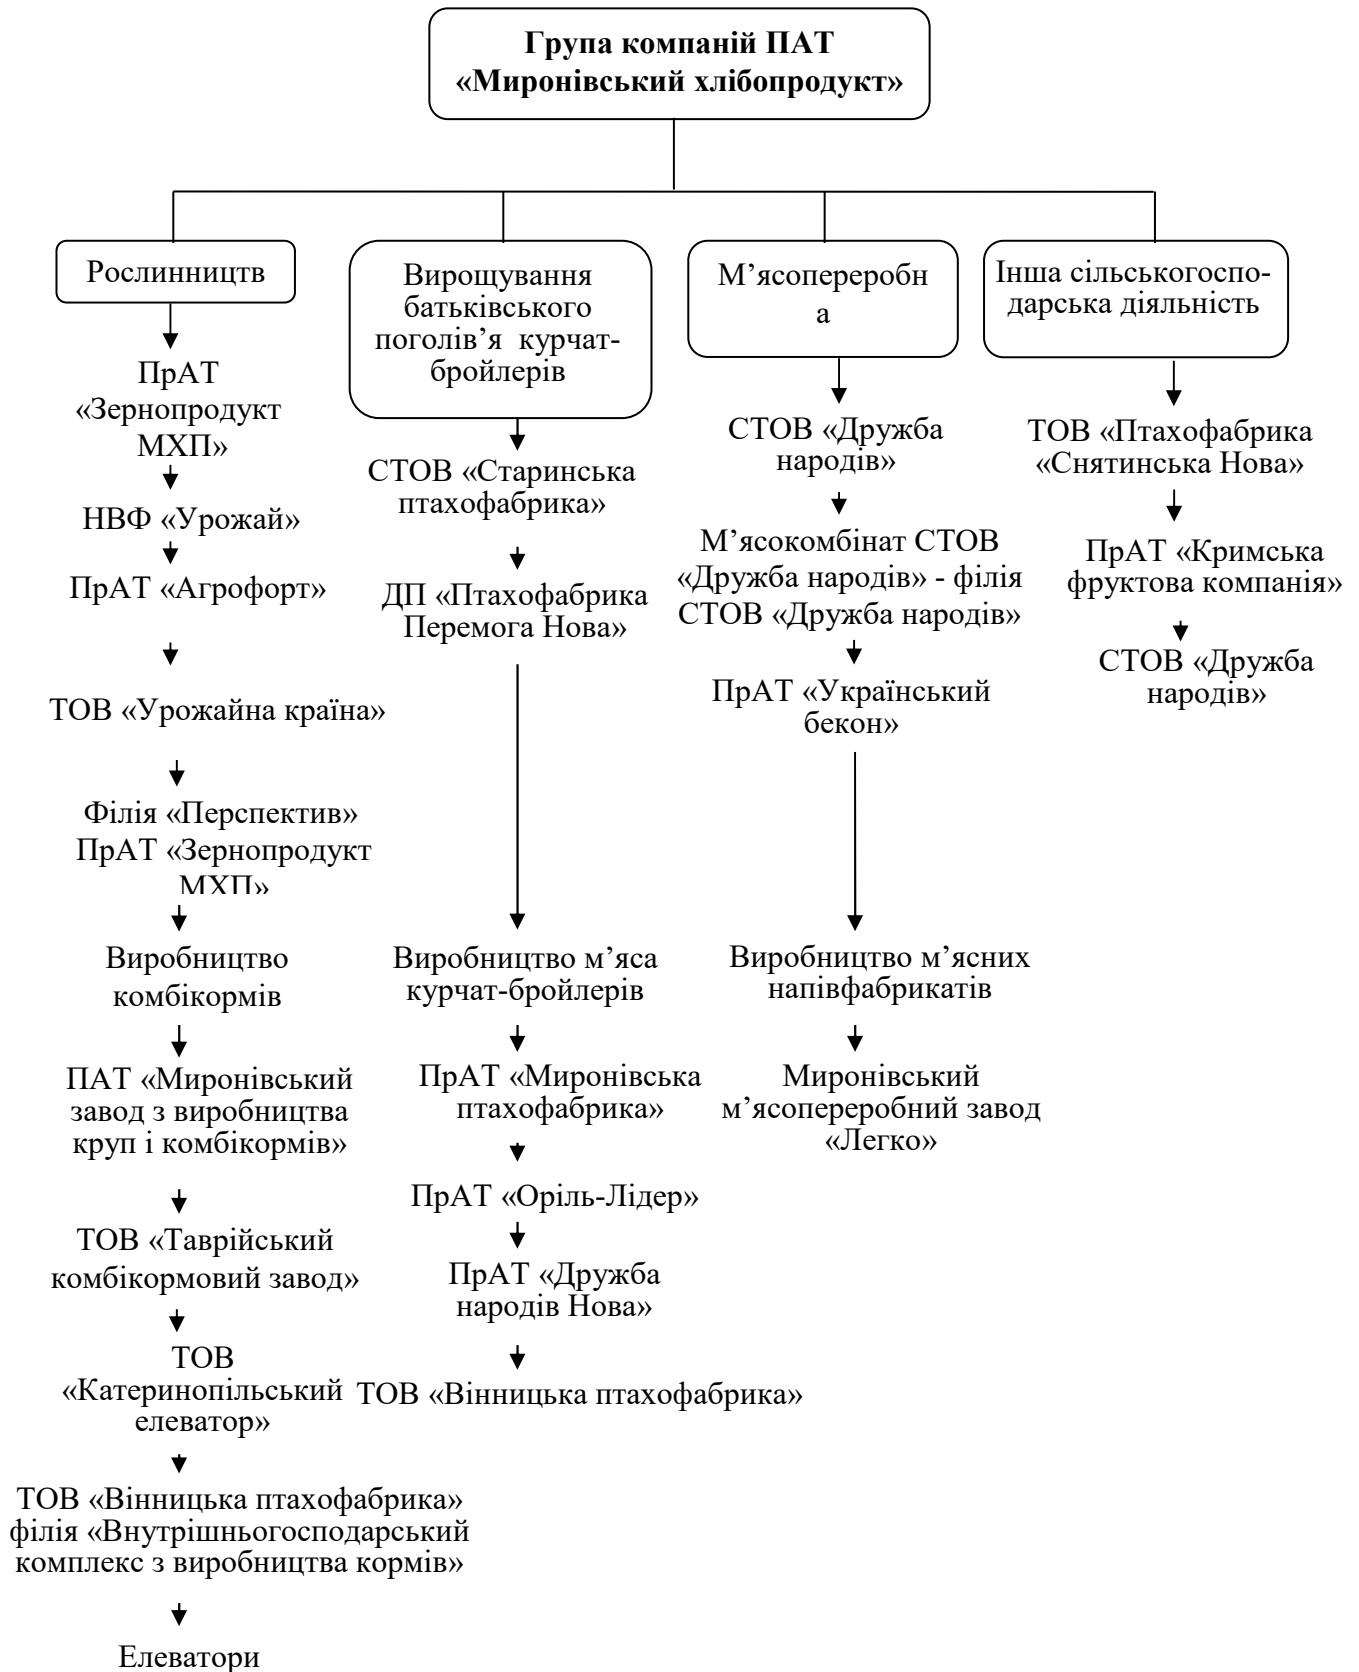 Група компаній ПАТ
«Миронівський хлібопродукт»
Рослинництв
ПрАТ
«Зернопродукт
МХП»
НВФ «Урожай»
ПрАТ «Агрофорт»
ТОВ «Урожайна країна»
Філія «Перспектив»
ПрАТ «Зернопродукт
МХП»
Виробництво
комбікормів
ПАТ «Миронівський
завод з виробництва
круп і комбікормів»
ТОВ «Таврійський
комбікормовий завод»
ТОВ
«Катеринопільський
елеватор»
ТОВ «Вінницька птахофабрика»
філія «Внутрішньогосподарський
комплекс з виробництва кормів»
Елеватори
Вирощування
батьківського
поголів’я курчат-
бройлерів
СТОВ «Старинська
птахофабрика»
ДП «Птахофабрика
Перемога Нова»
Виробництво м’яса
курчат-бройлерів
ПрАТ «Миронівська
птахофабрика»
ПрАТ «Оріль-Лідер»
ПрАТ «Дружба
народів Нова»
ТОВ «Вінницька птахофабрика»
М’ясопереробн
а
СТОВ «Дружба
народів»
М’ясокомбінат СТОВ
«Дружба народів» - філія
СТОВ «Дружба народів»
ПрАТ «Український
бекон»
Виробництво м’ясних
напівфабрикатів
Миронівський
м’ясопереробний завод
«Легко»
Інша сільськогоспо-
дарська діяльність
ТОВ «Птахофабрика
«Снятинська Нова»
ПрАТ «Кримська
фруктова компанія»
СТОВ «Дружба
народів»